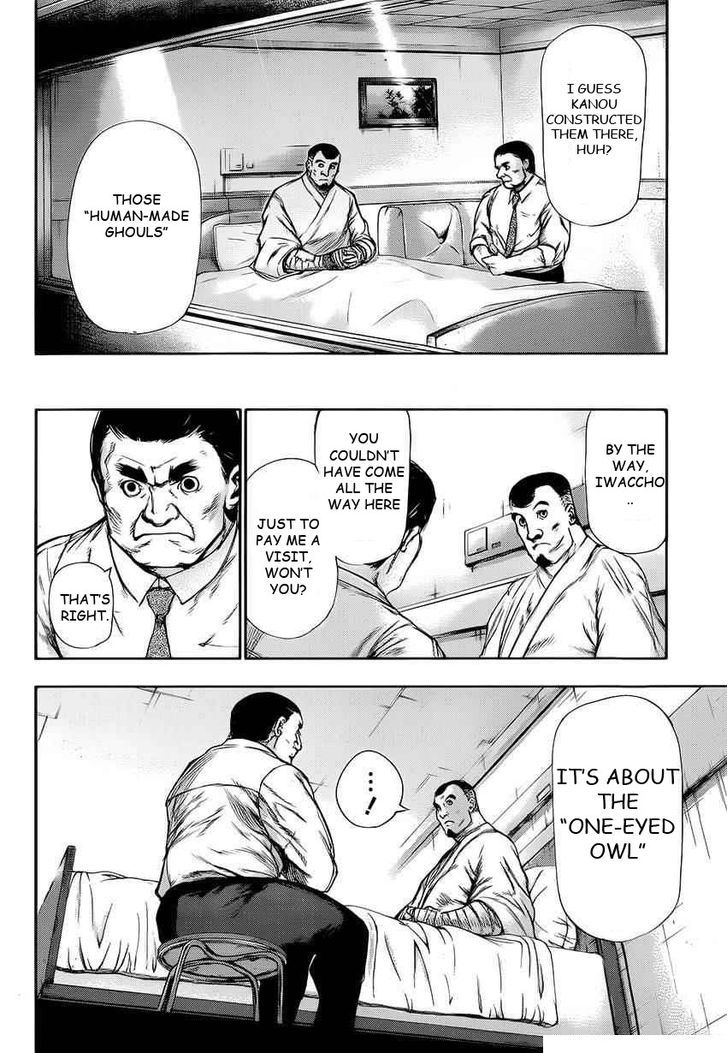 I GUESS
KANOU
CONSTRUCTED
THEM THERE,
HUH?
THOSE
"HUMAN-MADE
GHOULS"
BY THE
WAY,
IWACCHO
..
YOU
COULDN'T
HAVE COME
ALL THE
WAY HERE
JUST TO
PAY ME A
VISIT,
WON'T
YOU?
THAT'S
RIGHT.
IT'S ABOUT
THE
"ONE-EYED
OWL"
...!